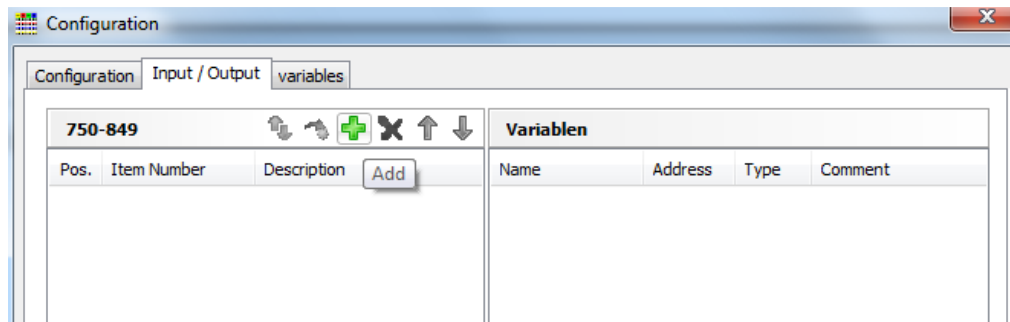 Configuration
Configuration Input / Output variables
750-849 Variablen
Pos. Item Number Description Name Address Type Comment
Add